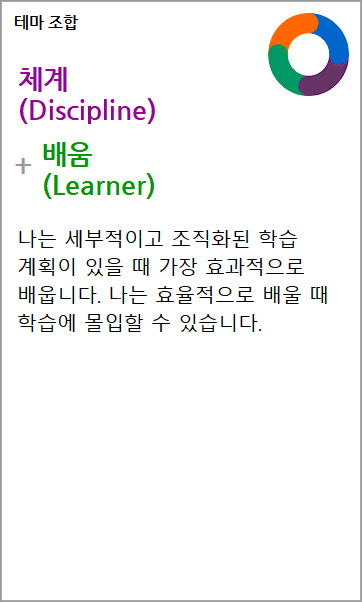 테마 조합
체계
(Discipline)
+ 배움
(Learner)
나는 세부적이고 조직화된 학습
계획이 있을 때 가장 효과적으로
배웁니다. 나는 효율적으로 배울 때
학습에 몰입할 수 있습니다.